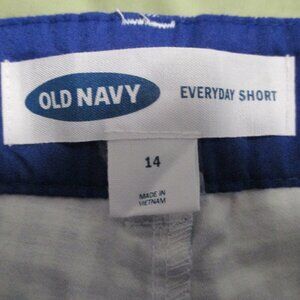 OLD NAVY EVERYDAY SHORT
14
MADE IN
VIETNAM